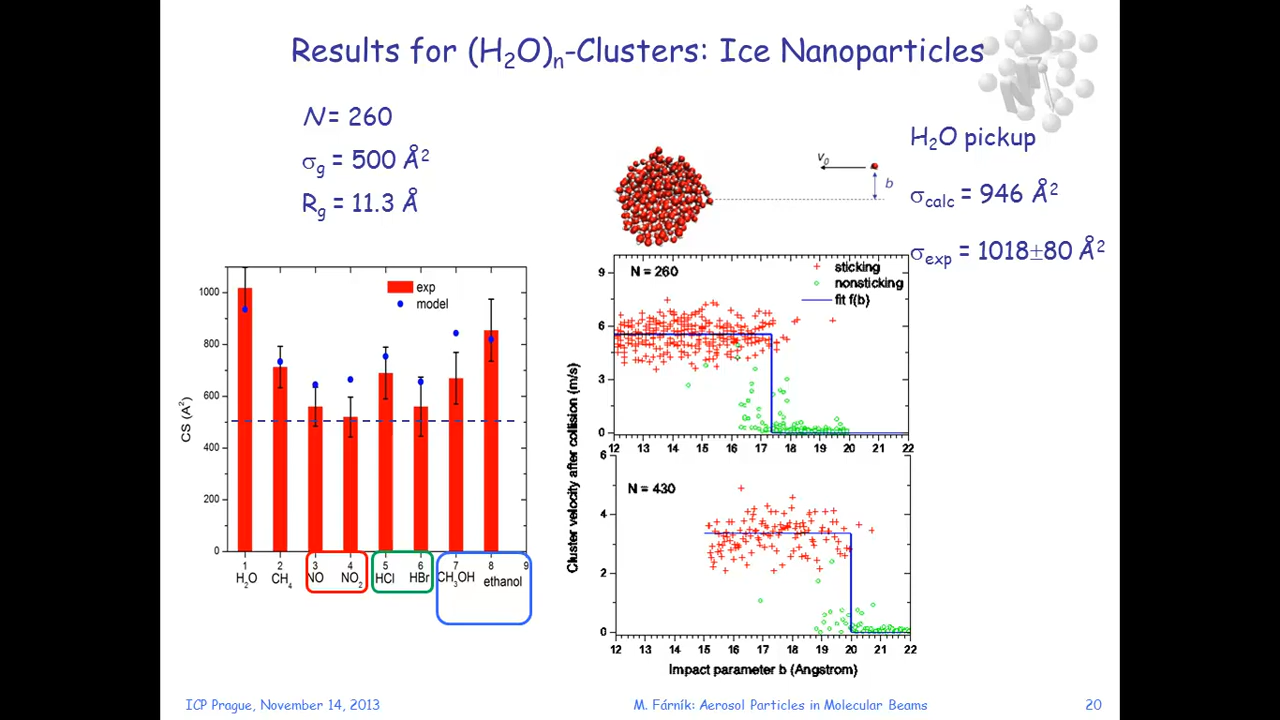 Results for (H₂O)ₙ-Clusters: Ice Nanoparticles
N = 260
σg = 500 Å²
Rg = 11.3 Å
v₀
b
H₂O pickup
σcalc = 946 Å²
σexp = 1018±80 Å²
exp
model
CS (A²)
1000
800
600
400
200
0
1 2 3 4 5 6 7 8 9
H₂O CH₄ NO NO₂ HCl HBr CH₃OH ethanol
N = 260
sticking
nonsticking
fit f(b)
9
6
3
0
12 13 14 15 16 17 18 19 20 21 22
Cluster velocity after collision (m/s)
N = 430
6
4
2
0
12 13 14 15 16 17 18 19 20 21 22
Impact parameter b (Angstrom)
ICP Prague, November 14, 2013
M. Fárník: Aerosol Particles in Molecular Beams
20